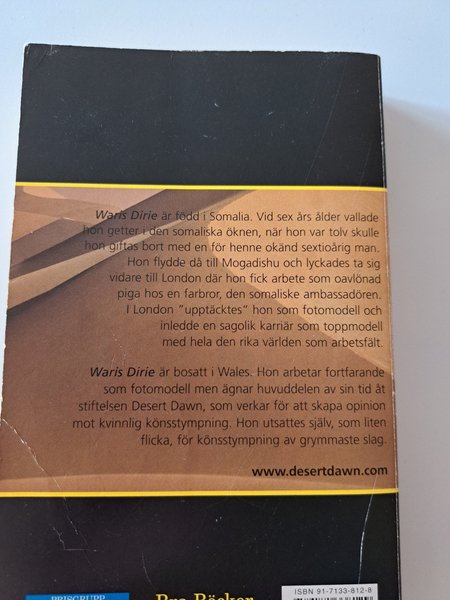 Waris Dirie är född i Somalia. Vid sex års ålder vallade
hon getter i den somaliska öknen, när hon var tolv skulle
hon giftas bort med en för henne okänd sextioårig man.
Hon flydde då till Mogadishu och lyckades ta sig
vidare till London där hon fick arbete som oavlönad
piga hos en farbror, den somaliske ambassadören.
I London ”upptäcktes” hon som fotomodell och
inledde en sagolik karriär som toppmodell
med hela den rika världen som arbetsfält.
Waris Dirie är bosatt i Wales. Hon arbetar fortfarande
som fotomodell men ägnar huvuddelen av sin tid åt
stiftelsen Desert Dawn, som verkar för att skapa opinion
mot kvinnlig könsstympning. Hon utsattes själv, som liten
flicka, för könsstympning av grymmaste slag.
www.desertdawn.com
ISBN 91-7133-812-8
PRISGRUPP
Pro Böcker